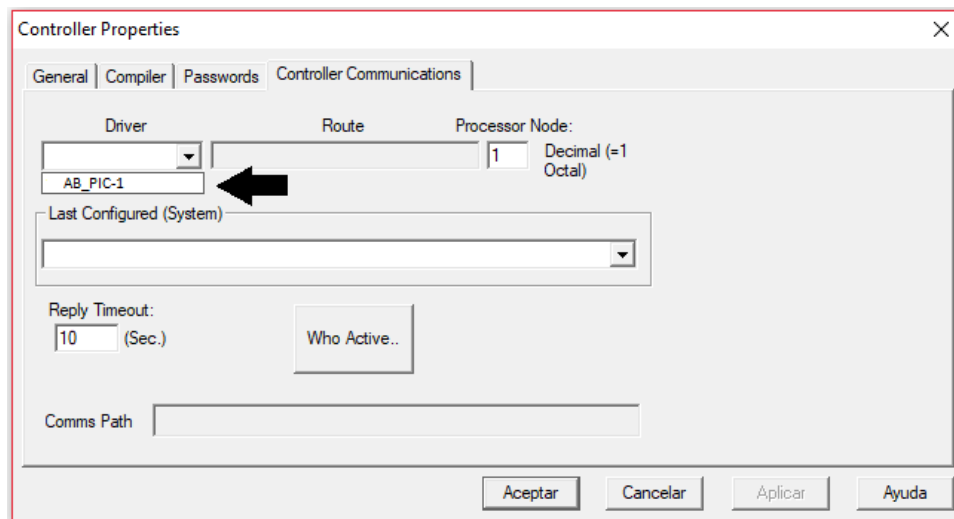 Controller Properties
General Compiler Passwords Controller Communications
Driver Route Processor Node:
1 Decimal (=1
Octal)
AB_PIC-1
Last Configured (System)
Reply Timeout:
10 (Sec.) Who Active..
Comms Path
Aceptar Cancelar Aplicar Ayuda